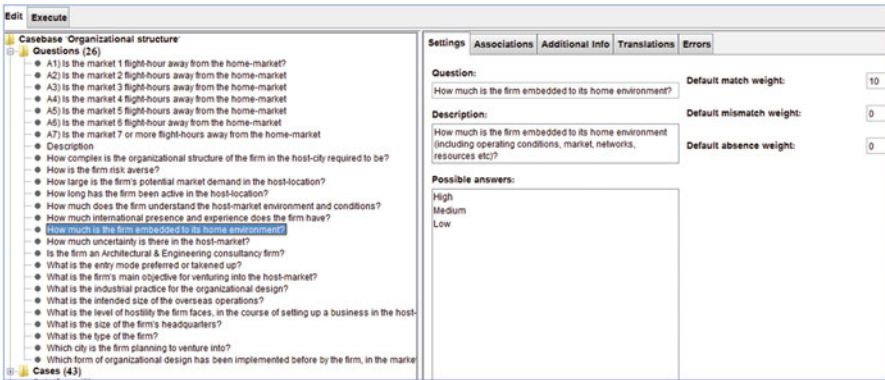 Edit Execute
Casebase 'Organizational structure'
Questions (26)
A1) Is the market 1 flight-hour away from the home-market?
A2) Is the market 2 flight-hours away from the home-market
A3) Is the market 3 flight-hours away from the home-market
A4) Is the market 4 flight-hours away from the home-market
A5) Is the market 5 flight-hours away from the home-market
A6) Is the market 6 flight-hour away from the home-market
A7) Is the market 7 or more flight-hours away from the home-market
Description
How complex is the organizational structure of the firm in the host-city required to be?
How is the firm risk averse?
How large is the firm's potential market demand in the host-location?
How long has the firm been active in the host-location?
How much does the firm understand the host-market environment and conditions?
How much international presence and experience does the firm have?
How much is the firm embedded to its home environment?
How much uncertainty is there in the host-market?
Is the firm an Architectural & Engineering consultancy firm?
What is the entry mode preferred or takened up?
What is the firm's main objective for venturing into the host-market?
What is the industrial practice for the organizational design?
What is the intended size of the overseas operations?
What is the level of hostility the firm faces, in the course of setting up a business in the host-
What is the size of the firm's headquarters?
What is the type of the firm?
Which city is the firm planning to venture into?
Which form of organizational design has been implemented before by the firm, in the marke
Cases (43)
Settings Associations Additional Info Translations Errors
Question:
How much is the firm embedded to its home environment?
Description:
How much is the firm embedded to its home environment
(including operating conditions, market, networks,
resources etc)?
Possible answers:
High
Medium
Low
Default match weight: 10
Default mismatch weight: 0
Default absence weight: 0